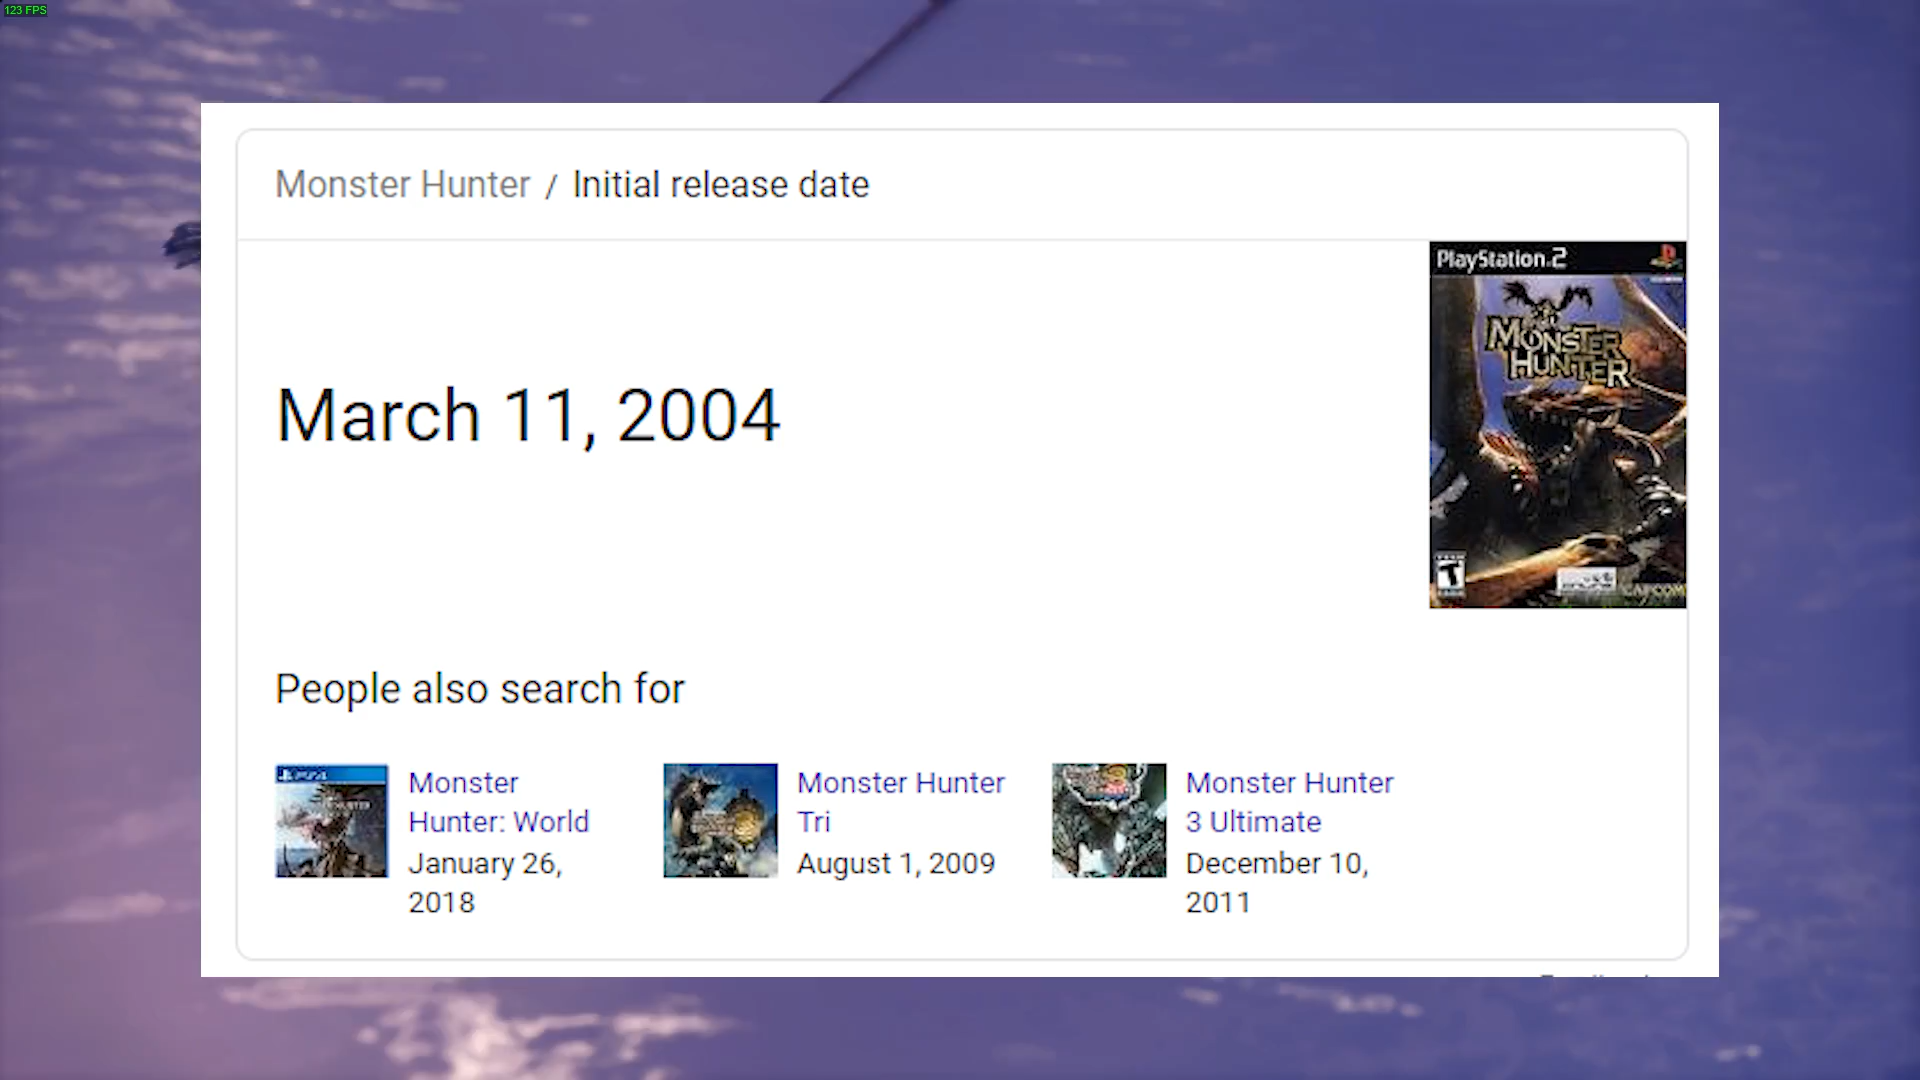 123 FPS
Monster Hunter / Initial release date
PlayStation.2
MONSTER
HUNTER
March 11, 2004
T
CAPCOM
People also search for
Monster
Hunter: World
January 26,
2018
Monster Hunter
Tri
August 1, 2009
Monster Hunter
3 Ultimate
December 10,
2011